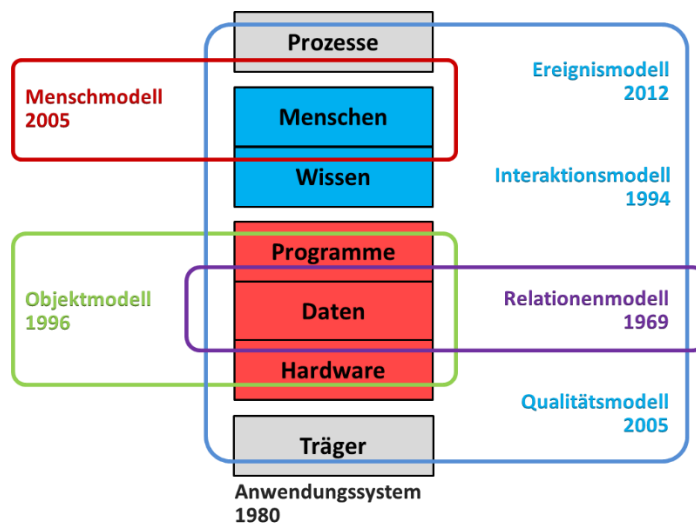 Prozesse
Ereignismodell
2012
Menschmodell
2005
Menschen
Wissen
Interaktionsmodell
1994
Programme
Objektmodell
1996
Daten
Relationenmodell
1969
Hardware
Qualitätsmodell
2005
Träger
Anwendungssystem
1980